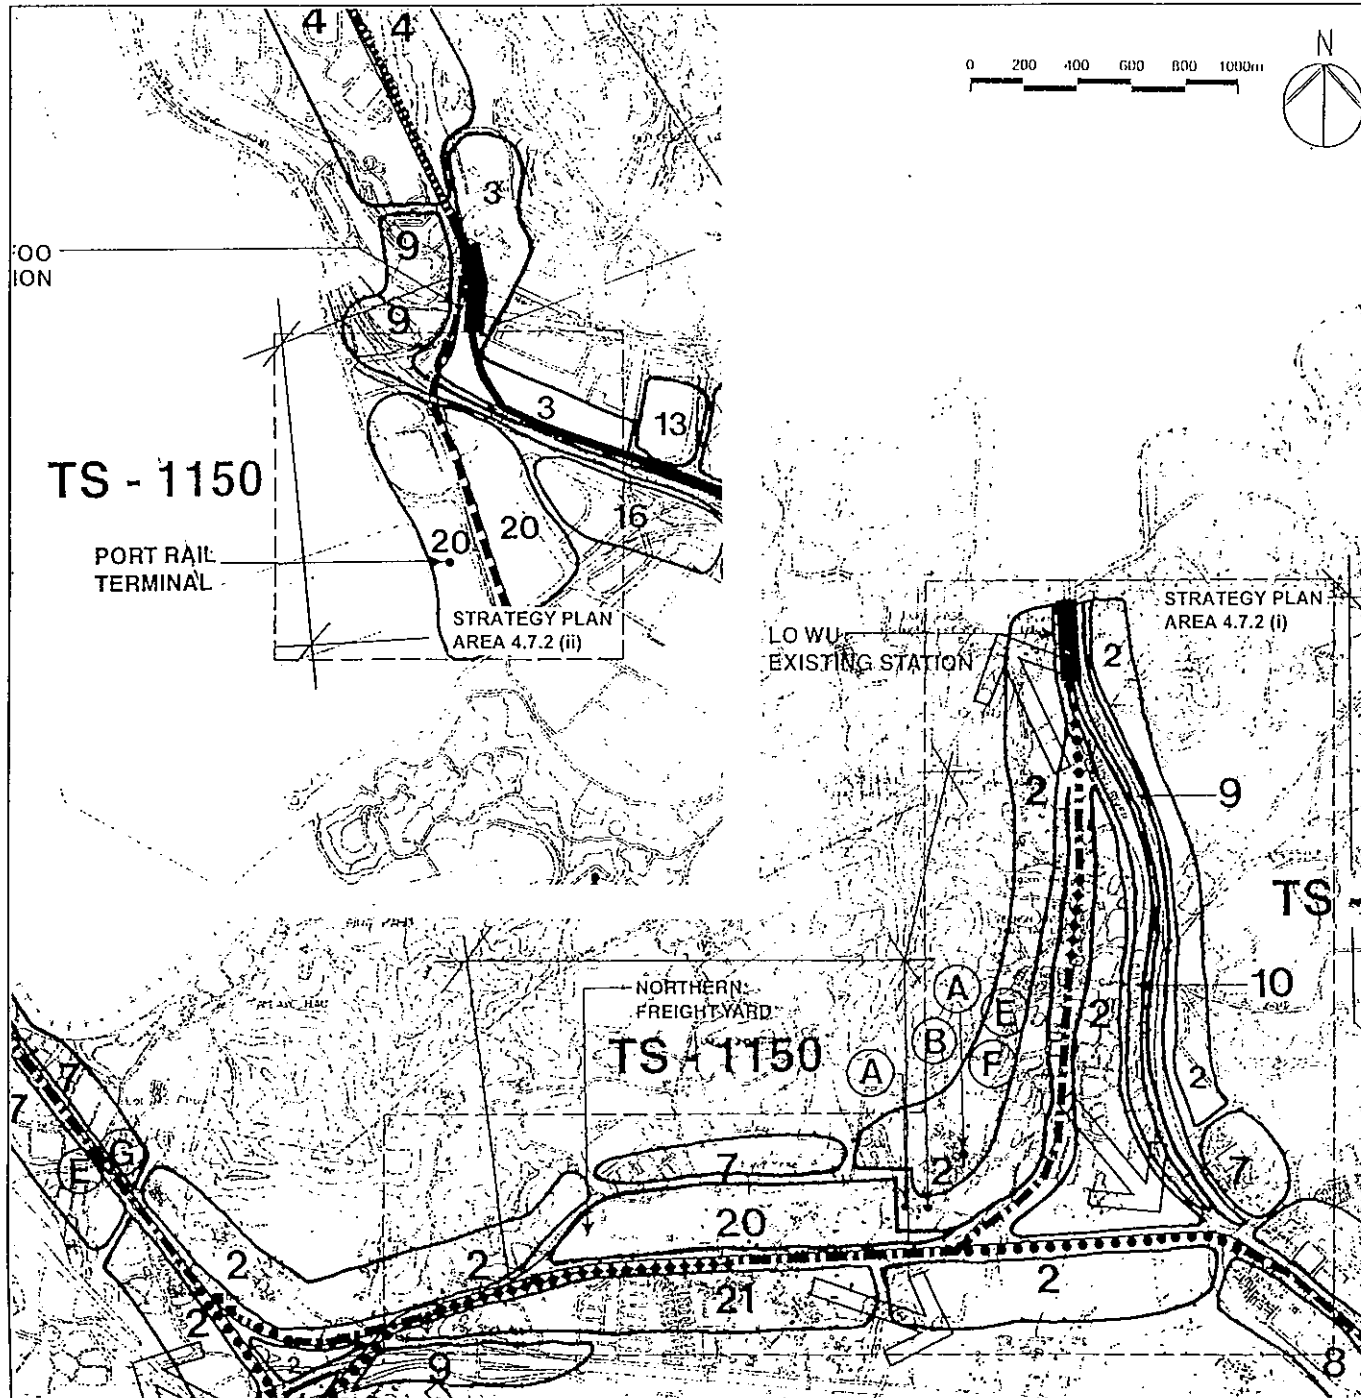 4 4
N
0 200 400 600 800 1000m
3
9
ION
9
3
13
TS - 1150
16
20 20
PORT RAIL
TERMINAL
STRATEGY PLAN
AREA 4.7.2 (ii)
STRATEGY PLAN
AREA 4.7.2 (i)
LO WU
EXISTING STATION
2
2
9
TS -
10
NORTHERN
FREIGHT YARD
A
E
2
B
TS - 1150
F
A
7
7
2
G
E
7
2
7
20
2
2
2
21
2
2
9
8